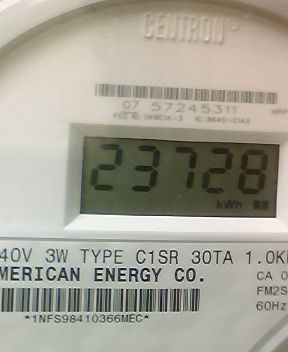 CENTRON®
07 57245311
23728
kWh
40V 3W TYPE C1SR 30TA 1.0K
MERICAN ENERGY CO.
CA 0
FM2S
60Hz
*1NFS98410366MEC*